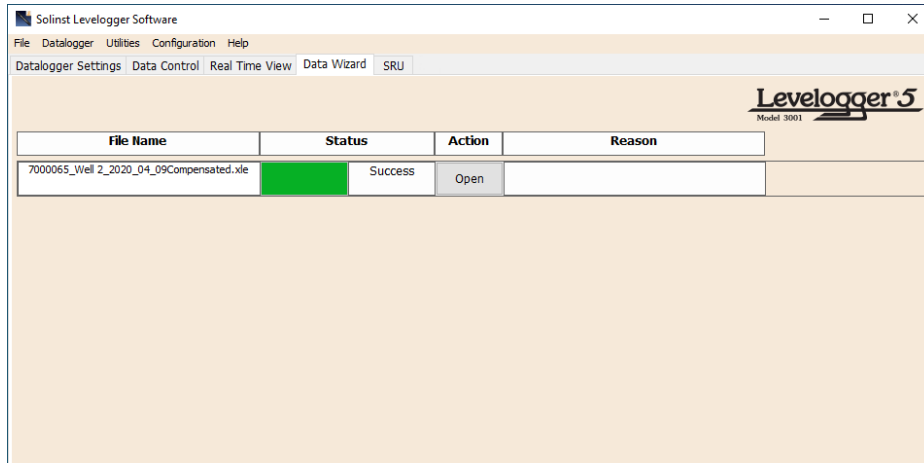 Solinst Levelogger Software
File Datalogger Utilities Configuration Help
Datalogger Settings Data Control Real Time View Data Wizard SRU
Levelogger® 5
Model 3001
File Name Status Action Reason
7000065_Well 2_2020_04_09Compensated.xle Success Open